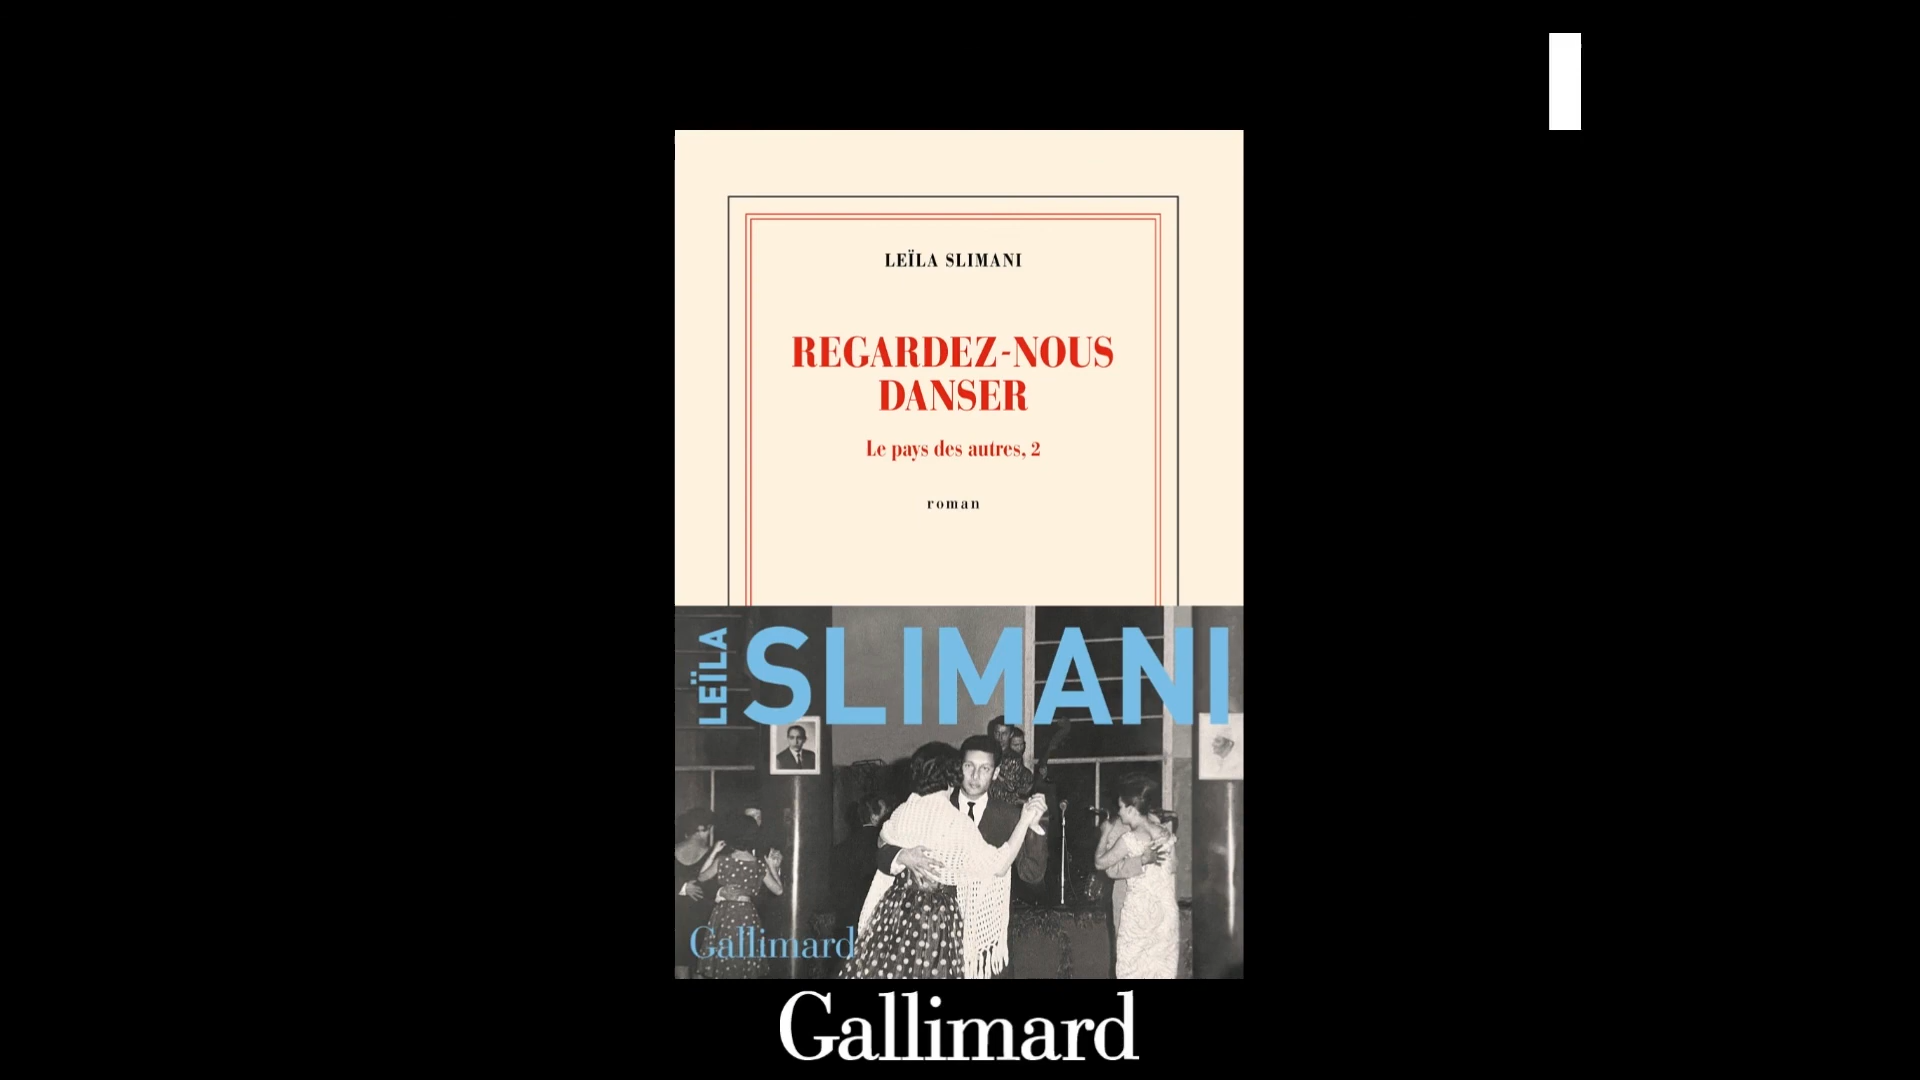 LEÏLA SLIMANI
REGARDEZ-NOUS
DANSER
Le pays des autres, 2
roman
LEÏLA
SLIMANI
Gallimard
Gallimard